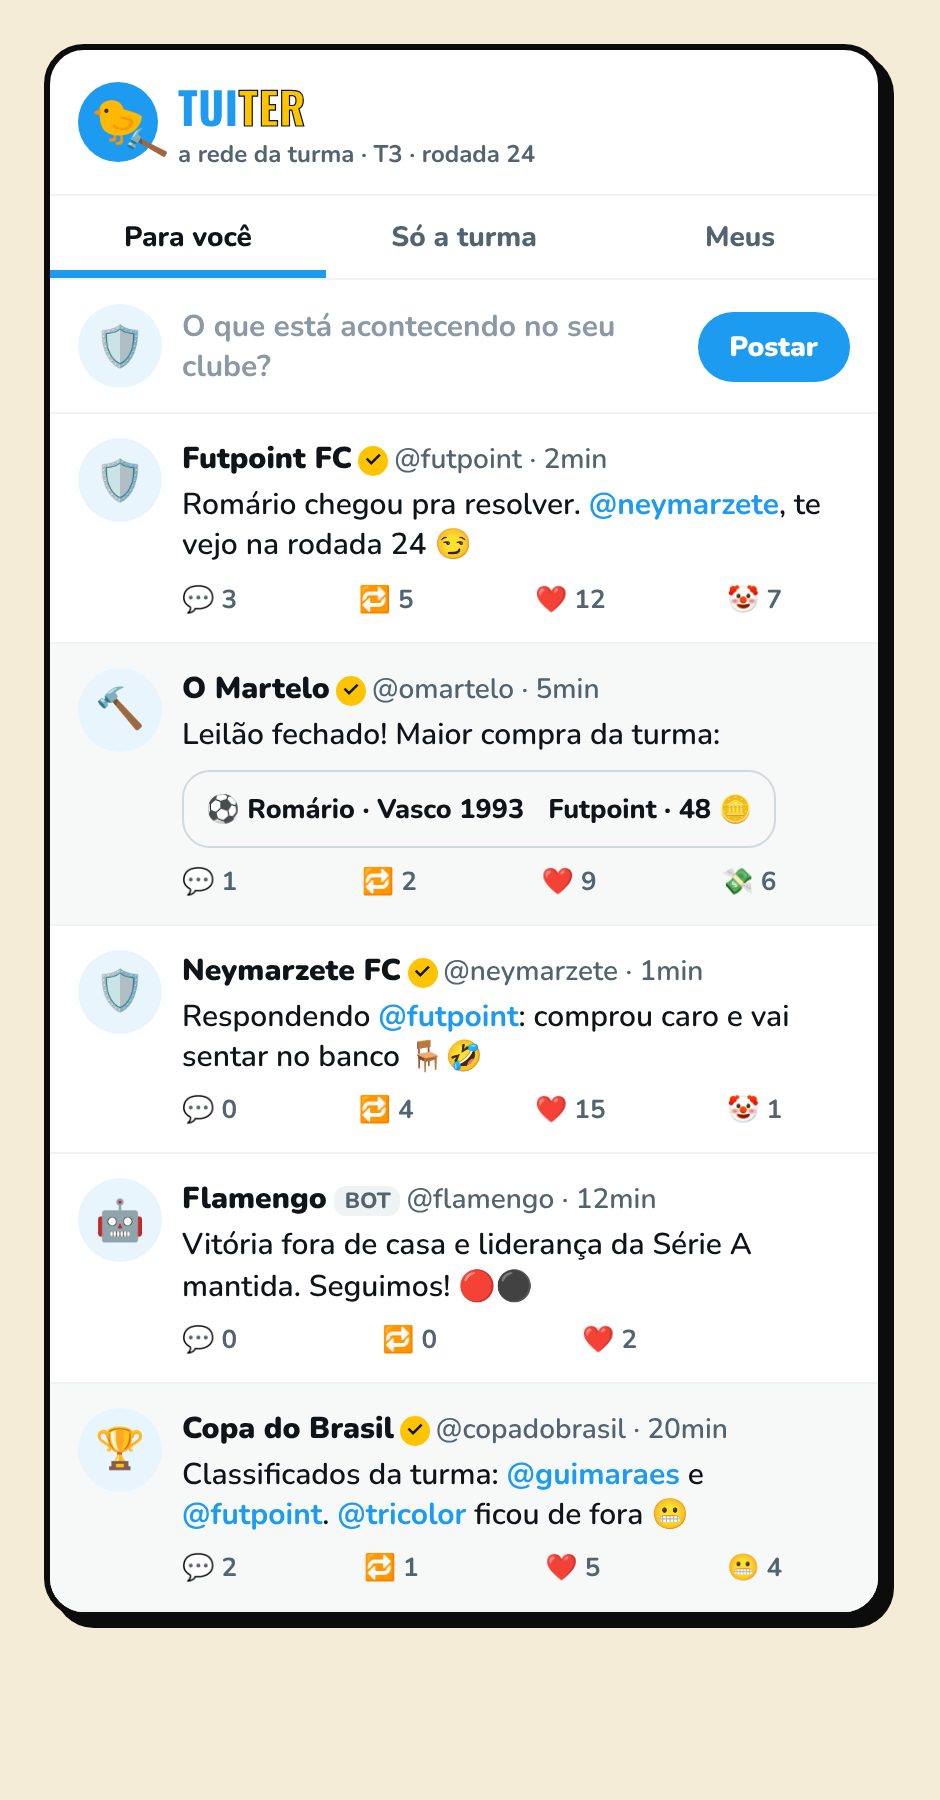 TUITER
a rede da turma · T3 · rodada 24
Para você Só a turma Meus
O que está acontecendo no seu
clube?
Postar
Futpoint FC @futpoint · 2min
Romário chegou pra resolver. @neymarzete, te
vejo na rodada 24 😏
💬 3 🔁 5 ❤️ 12 🤡 7
O Martelo @omartelo · 5min
Leilão fechado! Maior compra da turma:
⚽ Romário · Vasco 1993 Futpoint · 48 🪙
💬 1 🔁 2 ❤️ 9 💸 6
Neymarzete FC @neymarzete · 1min
Respondendo @futpoint: comprou caro e vai
sentar no banco 🪑🤣
💬 0 🔁 4 ❤️ 15 🤡 1
Flamengo BOT @flamengo · 12min
Vitória fora de casa e liderança da Série A
mantida. Seguimos! 🔴⚫
💬 0 🔁 0 ❤️ 2
Copa do Brasil @copadobrasil · 20min
Classificados da turma: @guimaraes e
@futpoint. @tricolor ficou de fora 😬
💬 2 🔁 1 ❤️ 5 😬 4